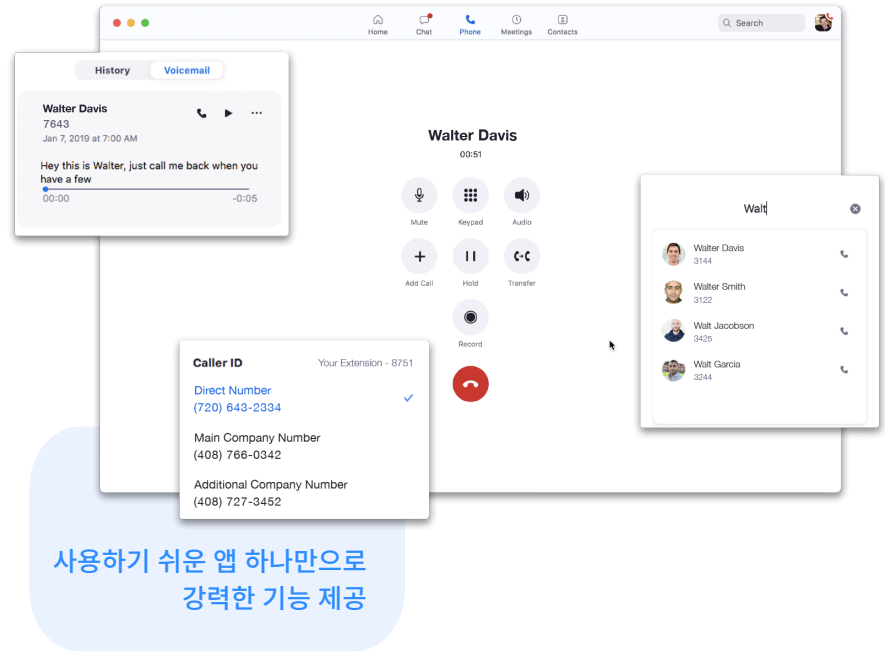 Home
Chat
Phone
Meetings
Contacts
Search
History
Voicemail
Walter Davis
7643
Jan 7, 2019 at 7:00 AM
Hey this is Walter, just call me back when you
have a few
00:00
-0:05
Walter Davis
00:51
Mute
Keypad
Audio
Add Call
Hold
Transfer
Record
Walt
Walter Davis
3144
Walter Smith
3122
Walt Jacobson
3425
Walt Garcia
3244
Caller ID
Your Extension - 8751
Direct Number
(720) 643-2334
Main Company Number
(408) 766-0342
Additional Company Number
(408) 727-3452
사용하기 쉬운 앱 하나만으로
강력한 기능 제공